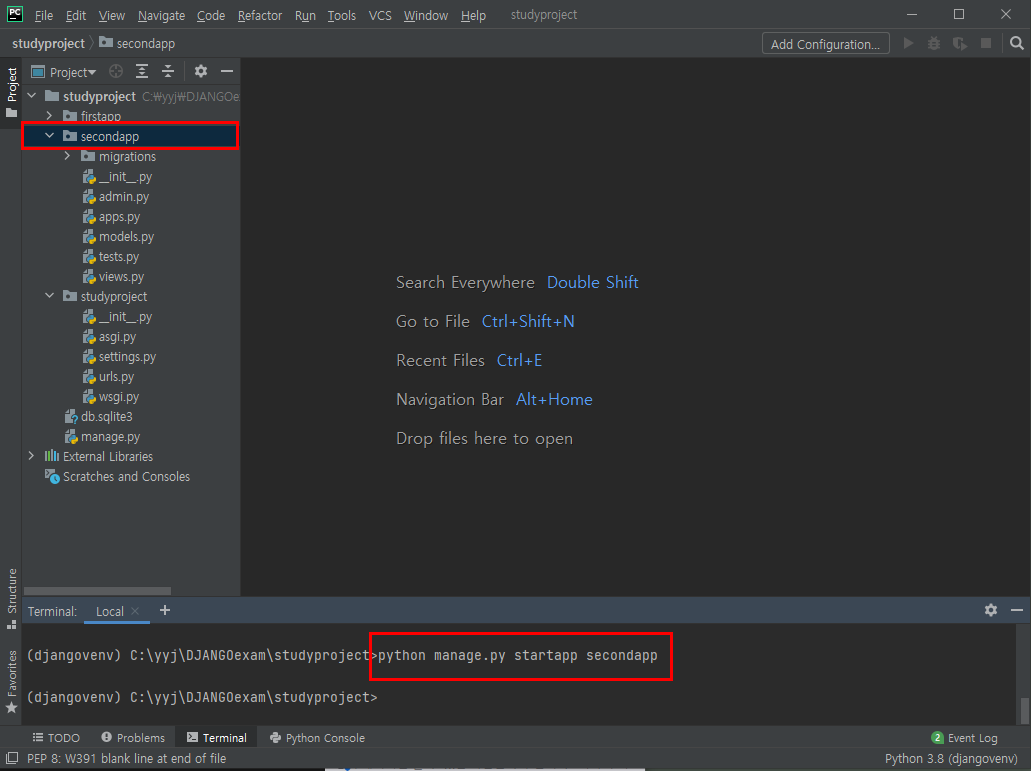 PC File Edit View Navigate Code Refactor Run Tools VCS Window Help studyproject
studyproject secondapp Add Configuration...
Project
Project
studyproject C:₩yyj₩DJANGOex
firstapp
secondapp
migrations
__init__.py
admin.py
apps.py
models.py
tests.py
views.py
studyproject
__init__.py
asgi.py
settings.py
urls.py
wsgi.py
db.sqlite3
manage.py
External Libraries
Scratches and Consoles
Search Everywhere Double Shift
Go to File Ctrl+Shift+N
Recent Files Ctrl+E
Navigation Bar Alt+Home
Drop files here to open
Structure
Favorites
Terminal: Local × +
(djangovenv) C:\yyj\DJANGOexam\studyproject>python manage.py startapp secondapp
(djangovenv) C:\yyj\DJANGOexam\studyproject>
TODO Problems Terminal Python Console 2 Event Log
PEP 8: W391 blank line at end of file Python 3.8 (djangovenv)